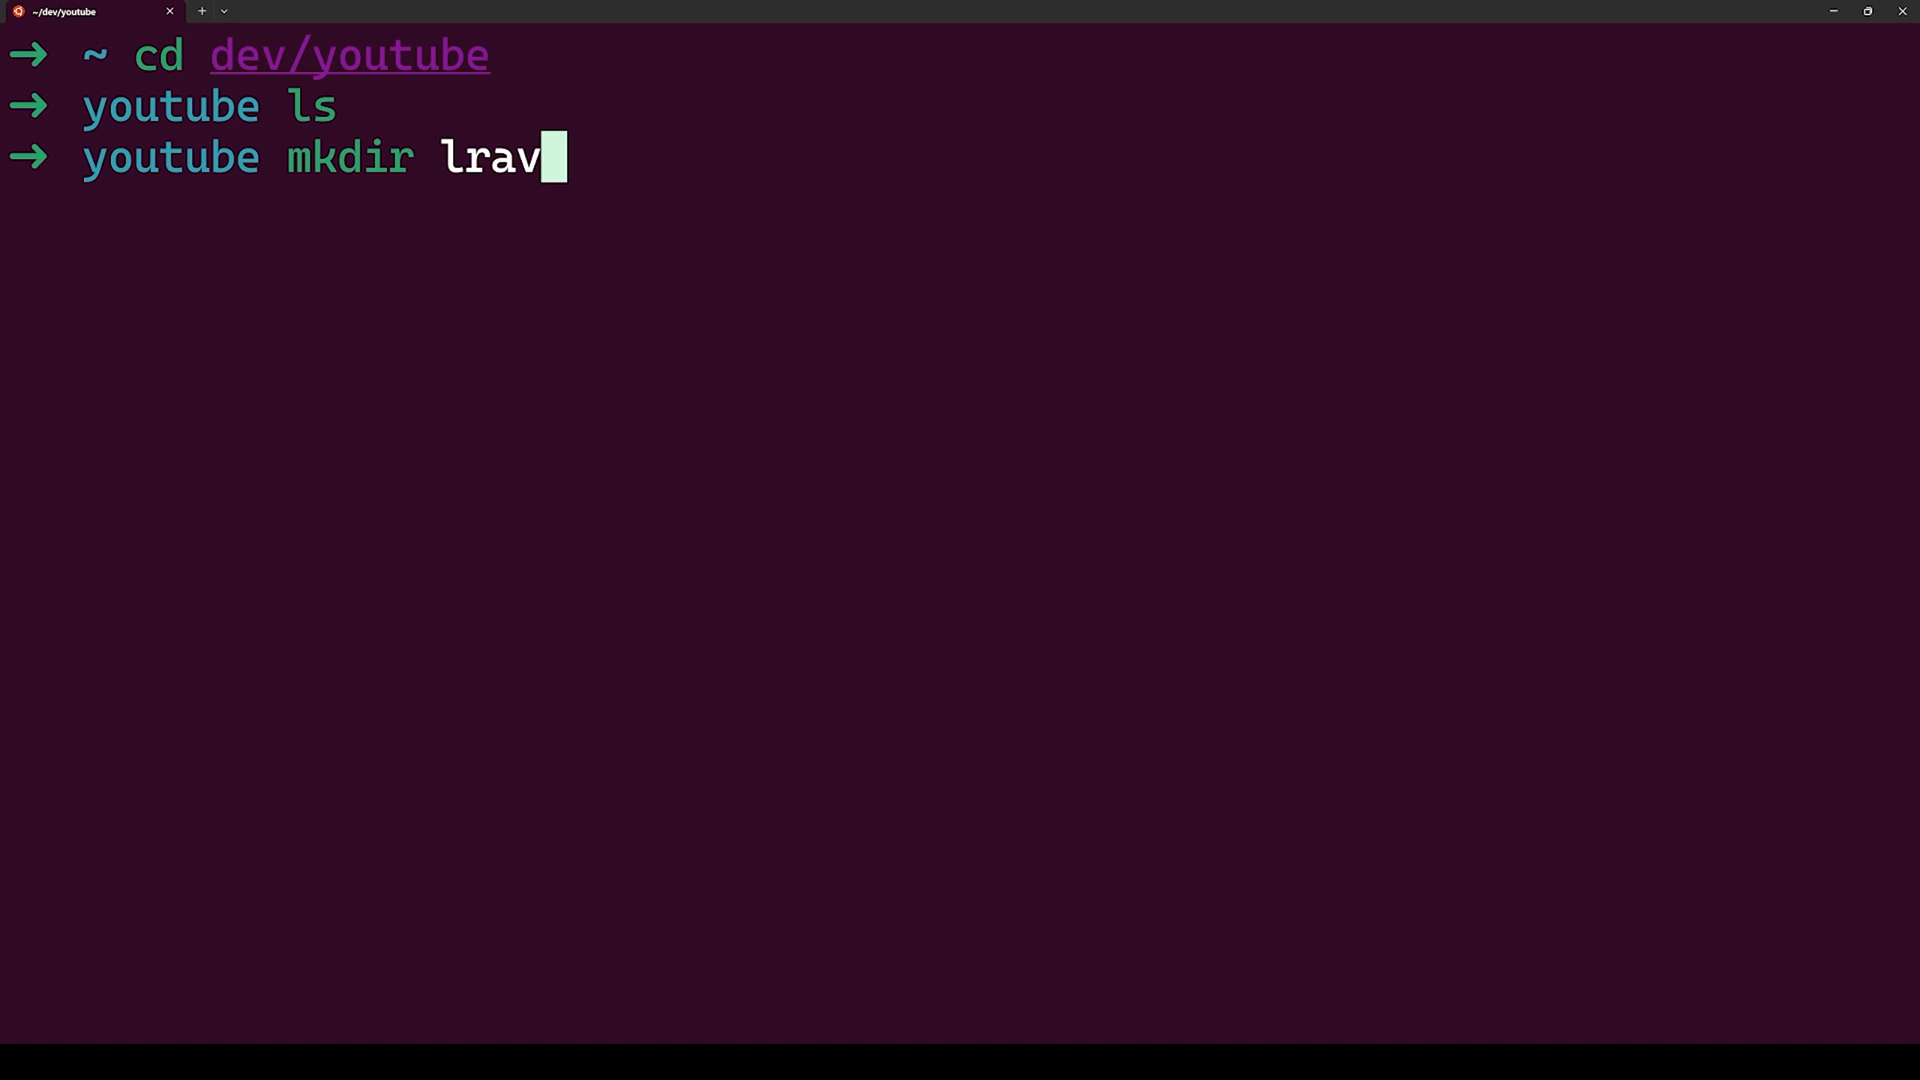 ~/dev/youtube
➜ ~ cd dev/youtube
➜ youtube ls
➜ youtube mkdir lrav